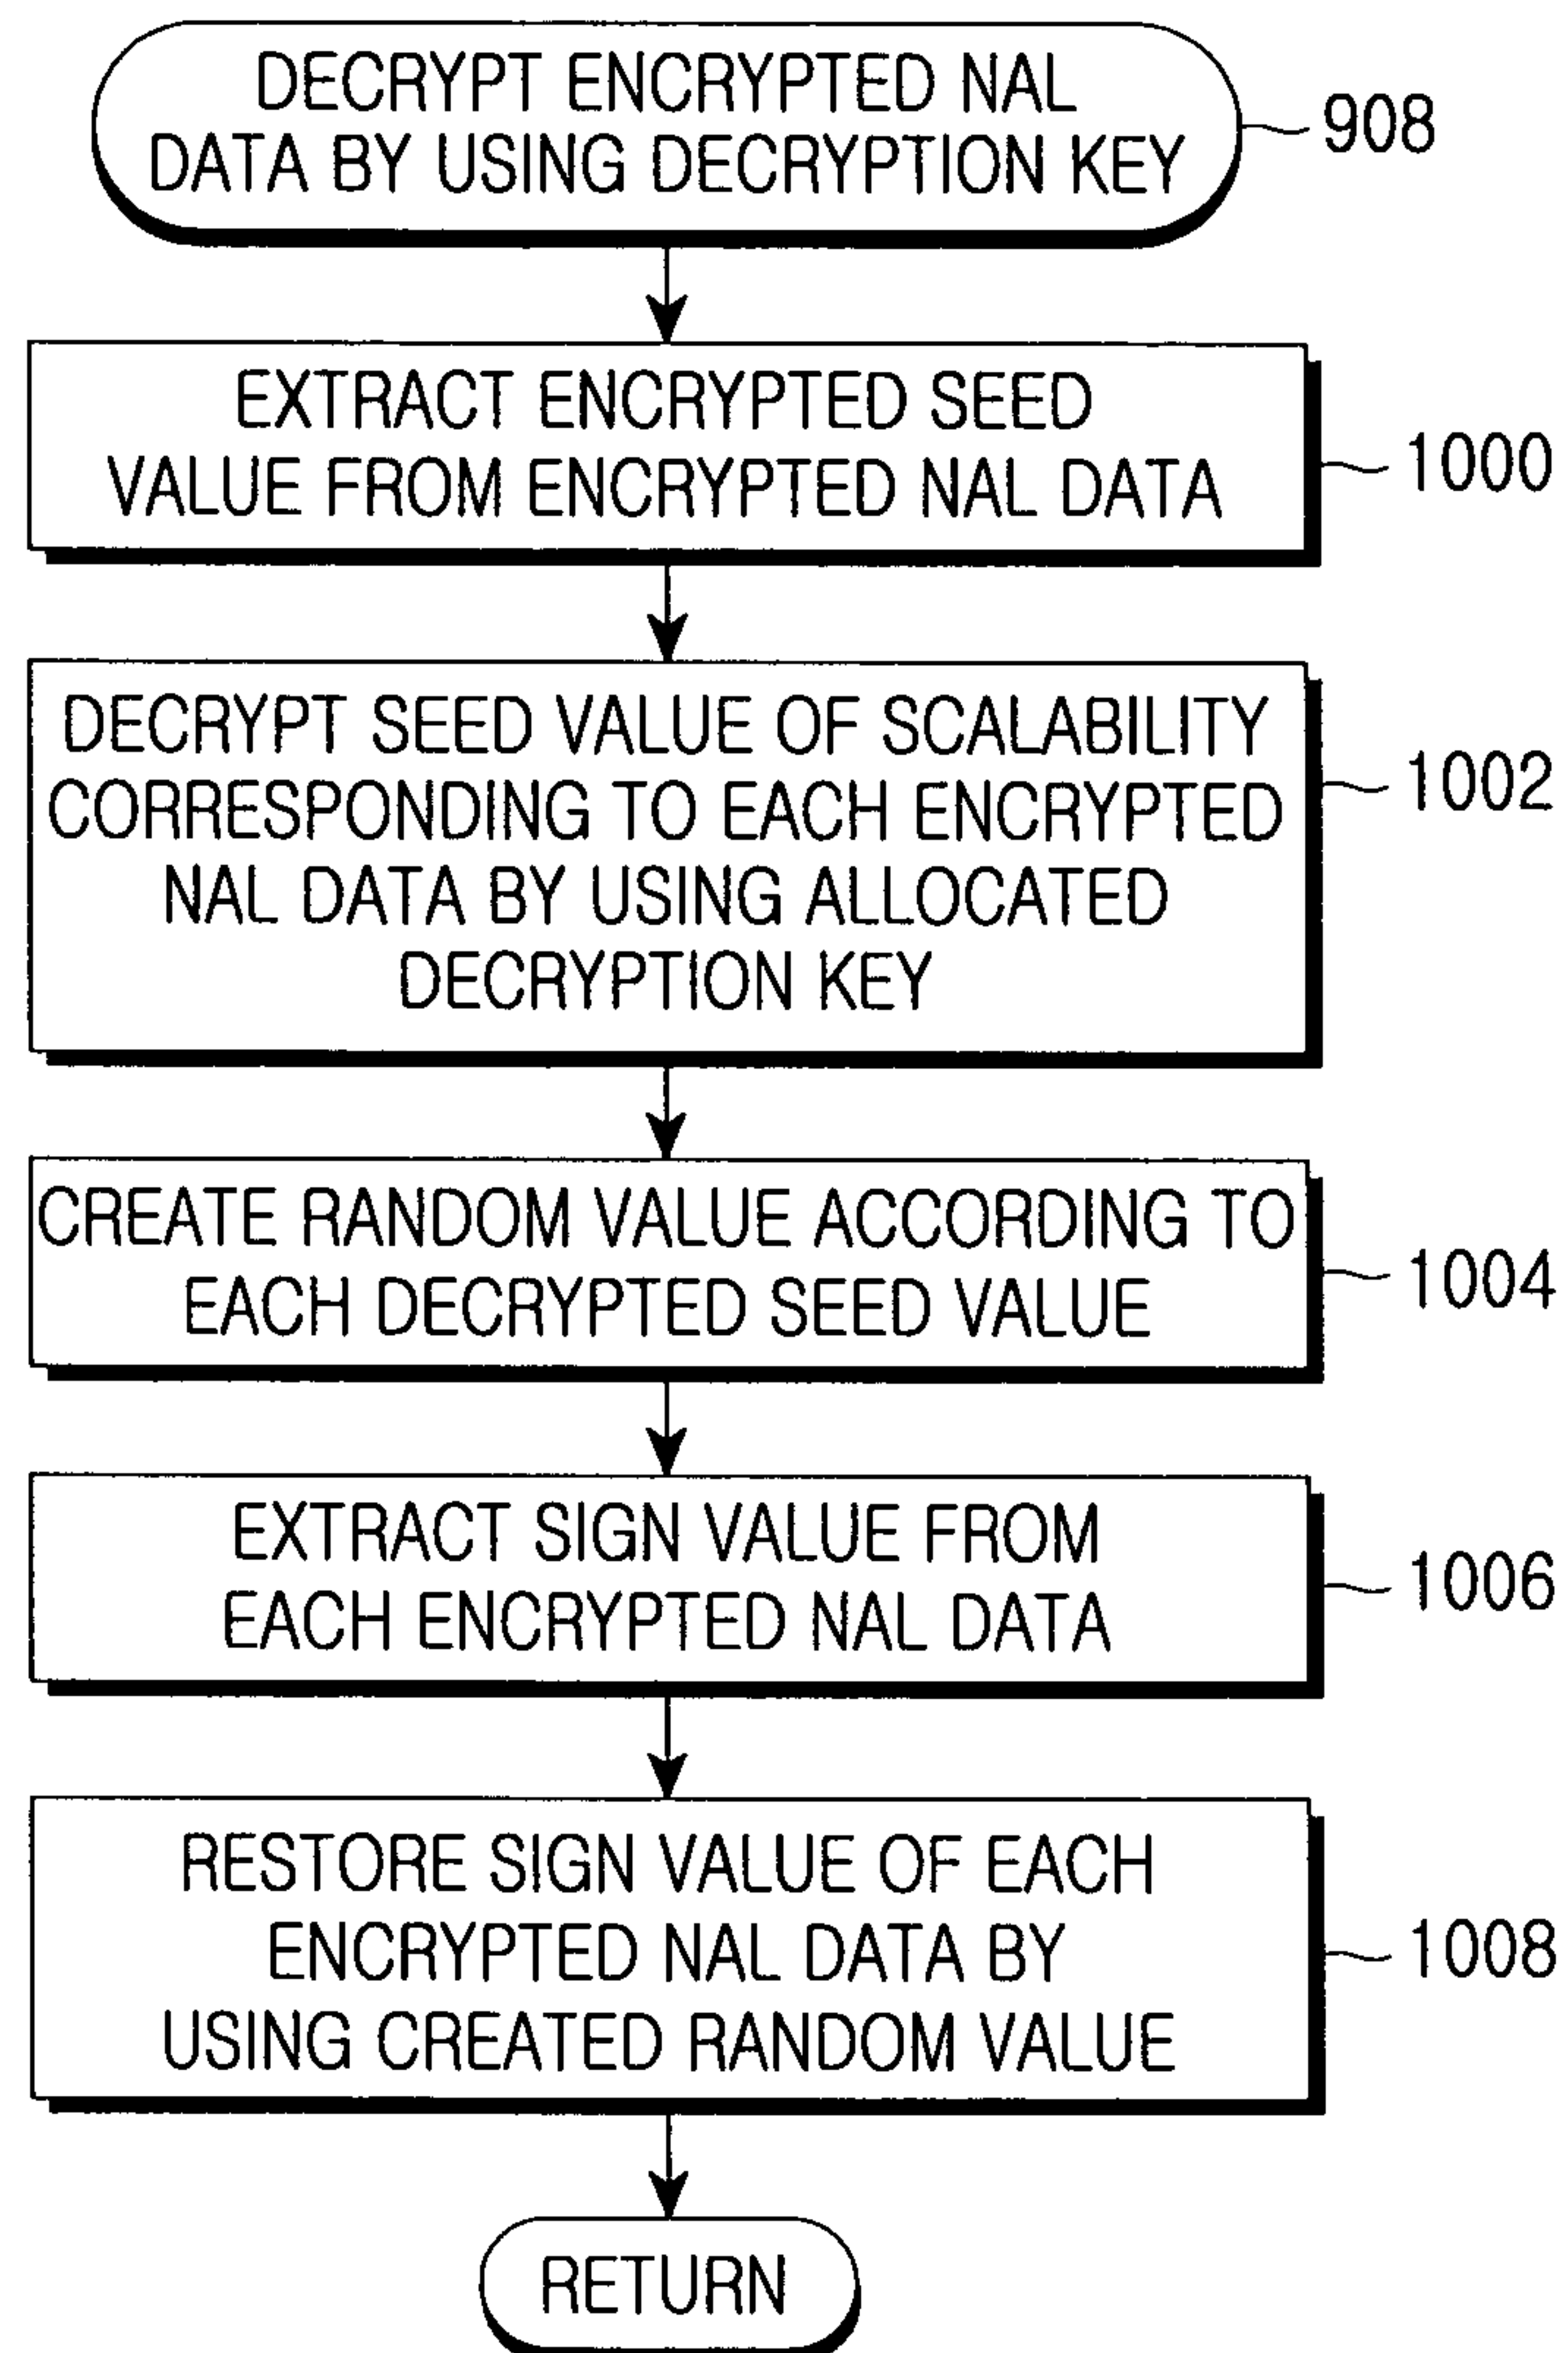 DECRYPT ENCRYPTED NAL
DATA BY USING DECRYPTION KEY
908
EXTRACT ENCRYPTED SEED
VALUE FROM ENCRYPTED NAL DATA
1000
DECRYPT SEED VALUE OF SCALABILITY
CORRESPONDING TO EACH ENCRYPTED
NAL DATA BY USING ALLOCATED
DECRYPTION KEY
1002
CREATE RANDOM VALUE ACCORDING TO
EACH DECRYPTED SEED VALUE
1004
EXTRACT SIGN VALUE FROM
EACH ENCRYPTED NAL DATA
1006
RESTORE SIGN VALUE OF EACH
ENCRYPTED NAL DATA BY
USING CREATED RANDOM VALUE
1008
RETURN